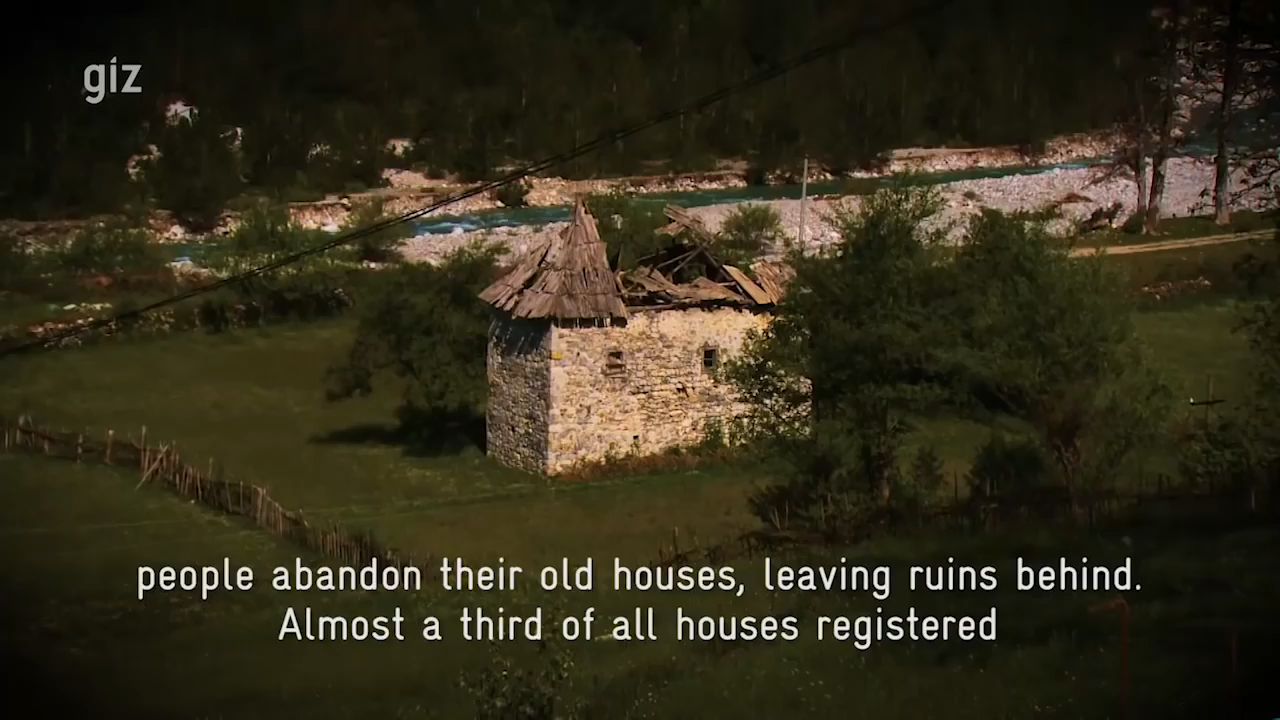 giz
people abandon their old houses, leaving ruins behind.
Almost a third of all houses registered